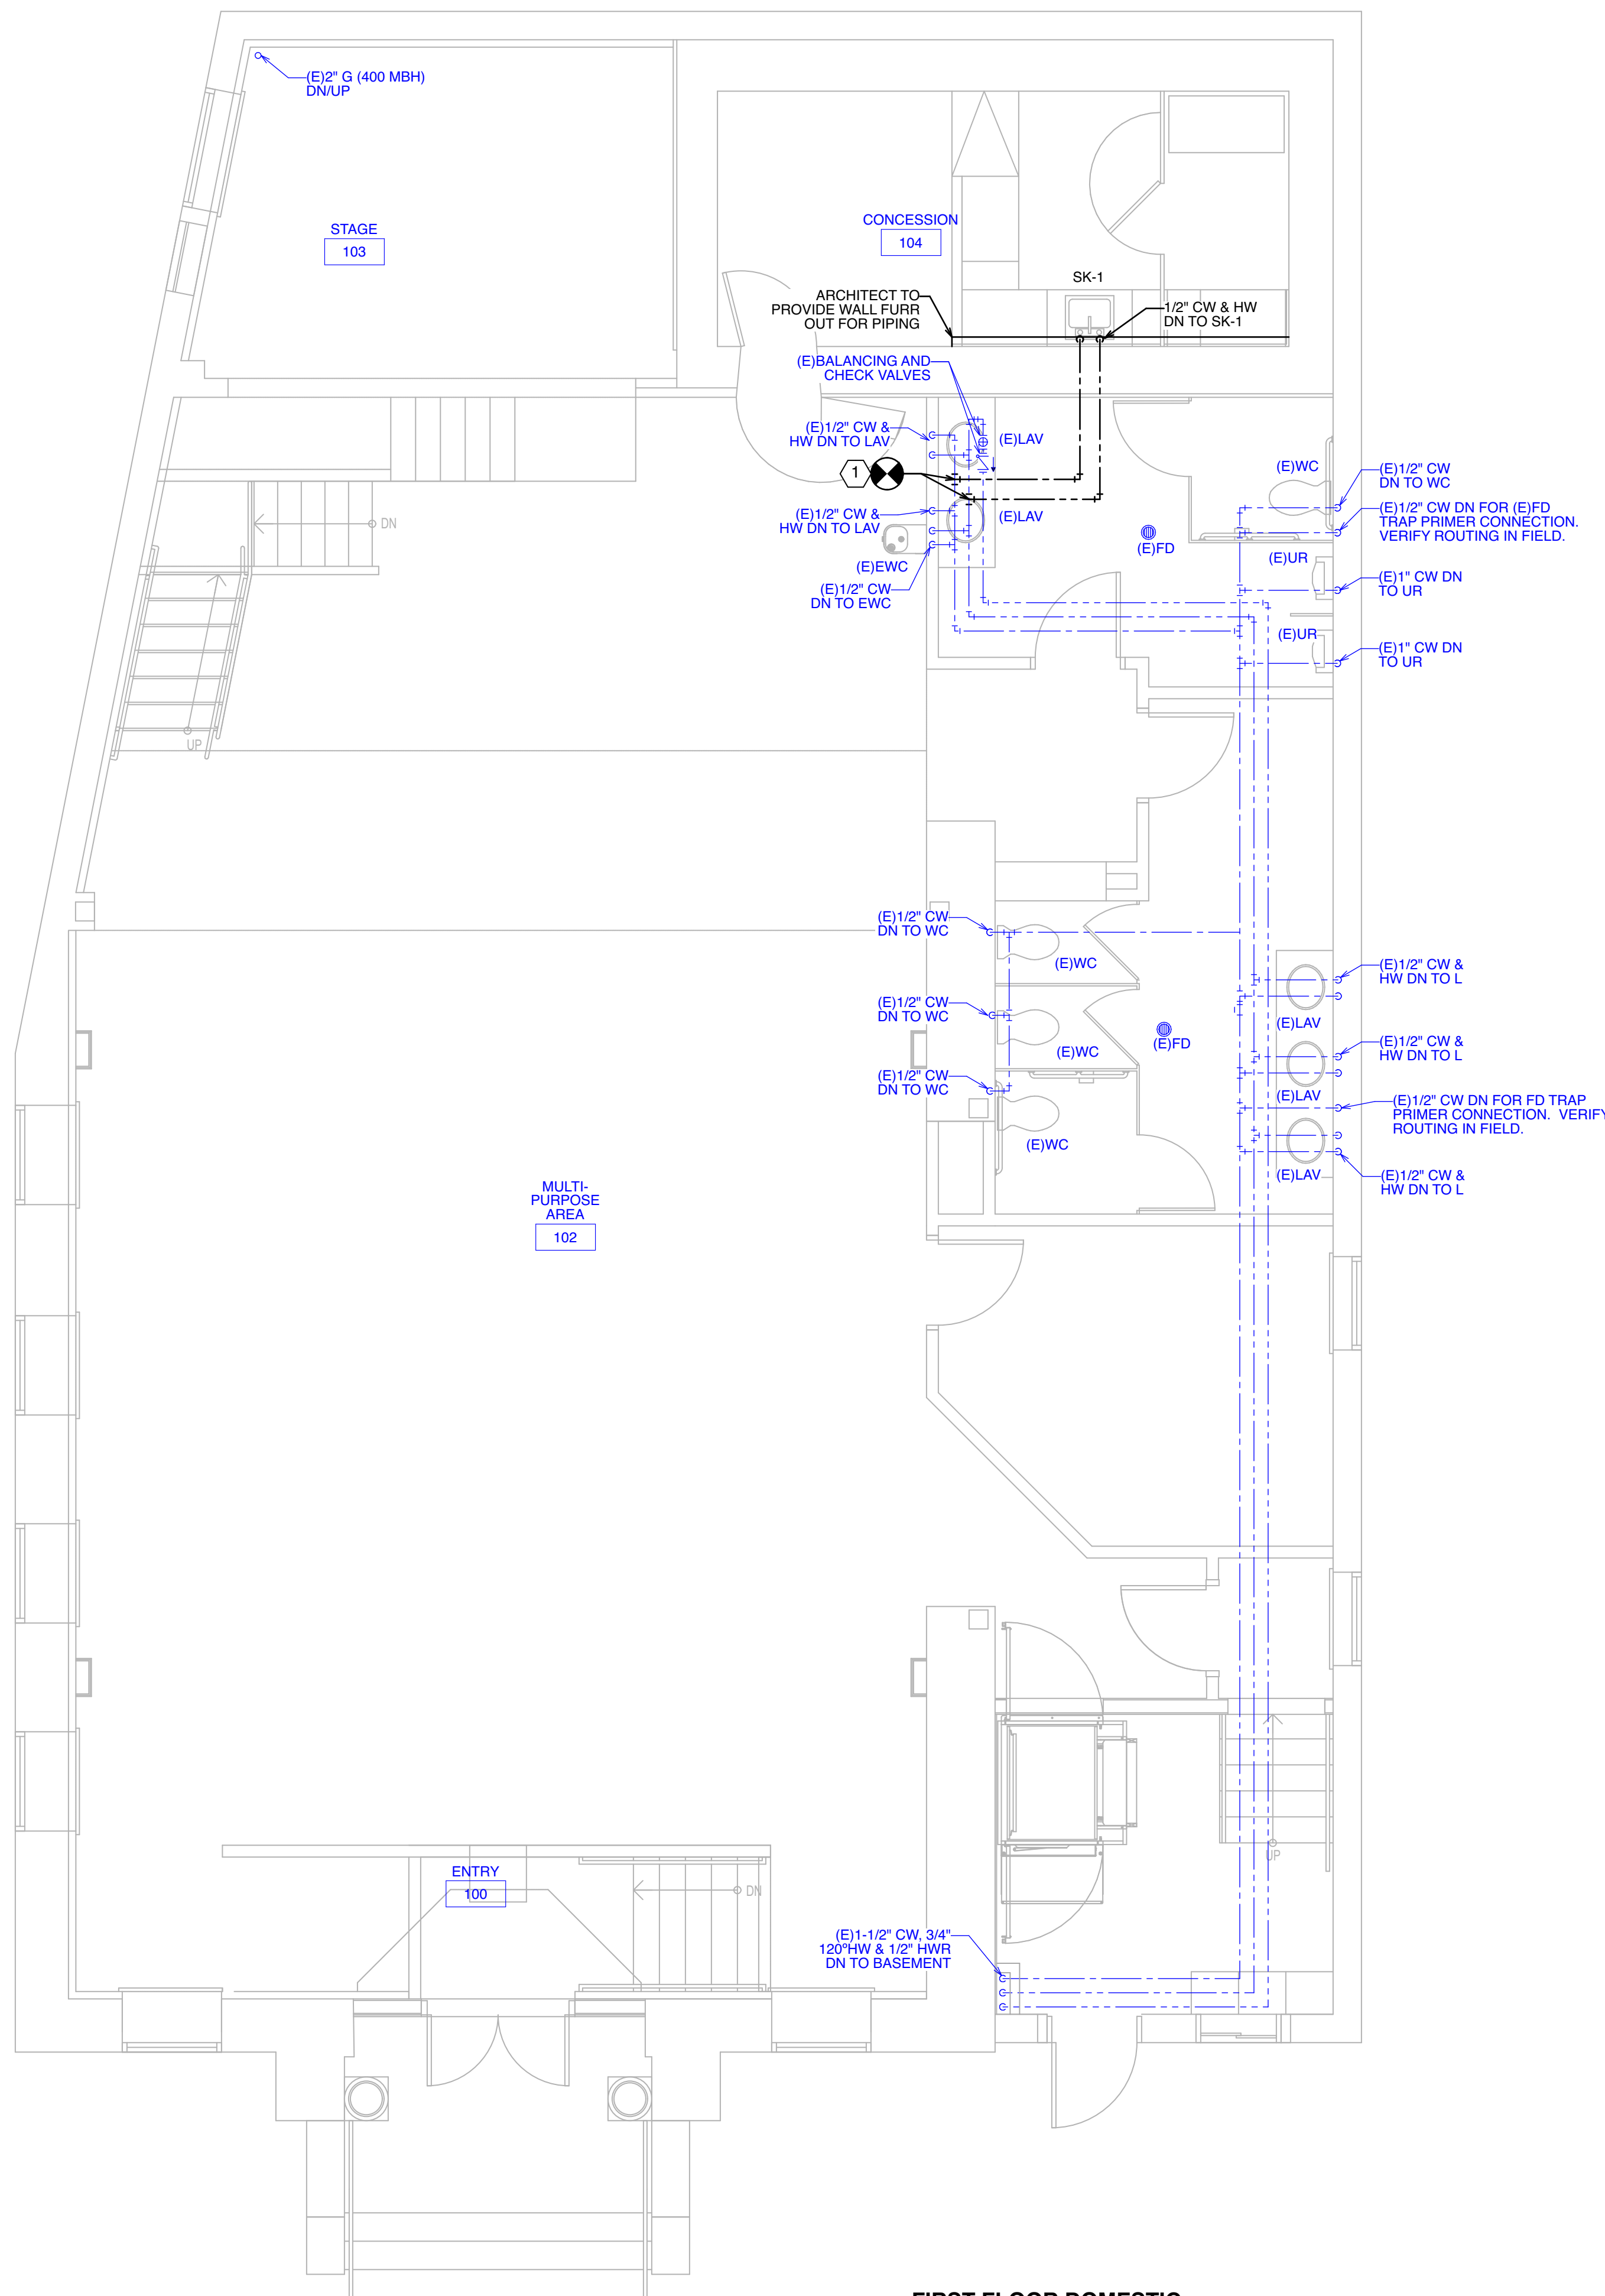 (E)2" G (400 MBH)
DN/UP
STAGE
103
CONCESSION
104
SK-1
ARCHITECT TO
PROVIDE WALL FURR
OUT FOR PIPING
1/2" CW & HW
DN TO SK-1
(E)BALANCING AND
CHECK VALVES
(E)1/2" CW &
HW DN TO LAV
(E)LAV
1
(E)WC
(E)1/2" CW
DN TO WC
(E)1/2" CW &
HW DN TO LAV
(E)LAV
(E)1/2" CW DN FOR (E)FD
TRAP PRIMER CONNECTION.
VERIFY ROUTING IN FIELD.
DN
(E)FD
(E)EWC
(E)UR
(E)1/2" CW
DN TO EWC
(E)1" CW DN
TO UR
(E)UR
(E)1" CW DN
TO UR
UP
(E)1/2" CW
DN TO WC
(E)WC
(E)1/2" CW &
HW DN TO L
(E)1/2" CW
DN TO WC
(E)LAV
(E)FD
(E)WC
(E)1/2" CW &
HW DN TO L
(E)1/2" CW
DN TO WC
(E)LAV
(E)1/2" CW DN FOR FD TRAP
PRIMER CONNECTION.  VERIFY
ROUTING IN FIELD.
(E)WC
(E)LAV
(E)1/2" CW &
HW DN TO L
MULTI-
PURPOSE
AREA
102
UP
ENTRY
100
DN
(E)1-1/2" CW, 3/4"
120ºHW & 1/2" HWR
DN TO BASEMENT
FIRST FLOOR DOMESTIC